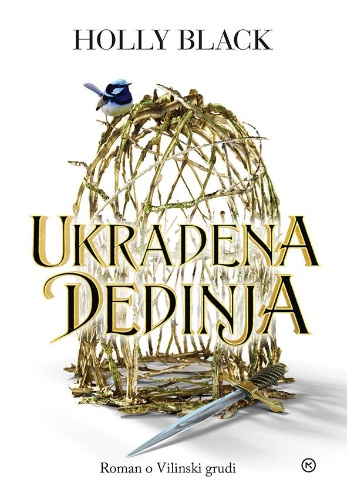 HOLLY BLACK
UKRADENA
DEDINJA
Roman o Vilinski grudi
M